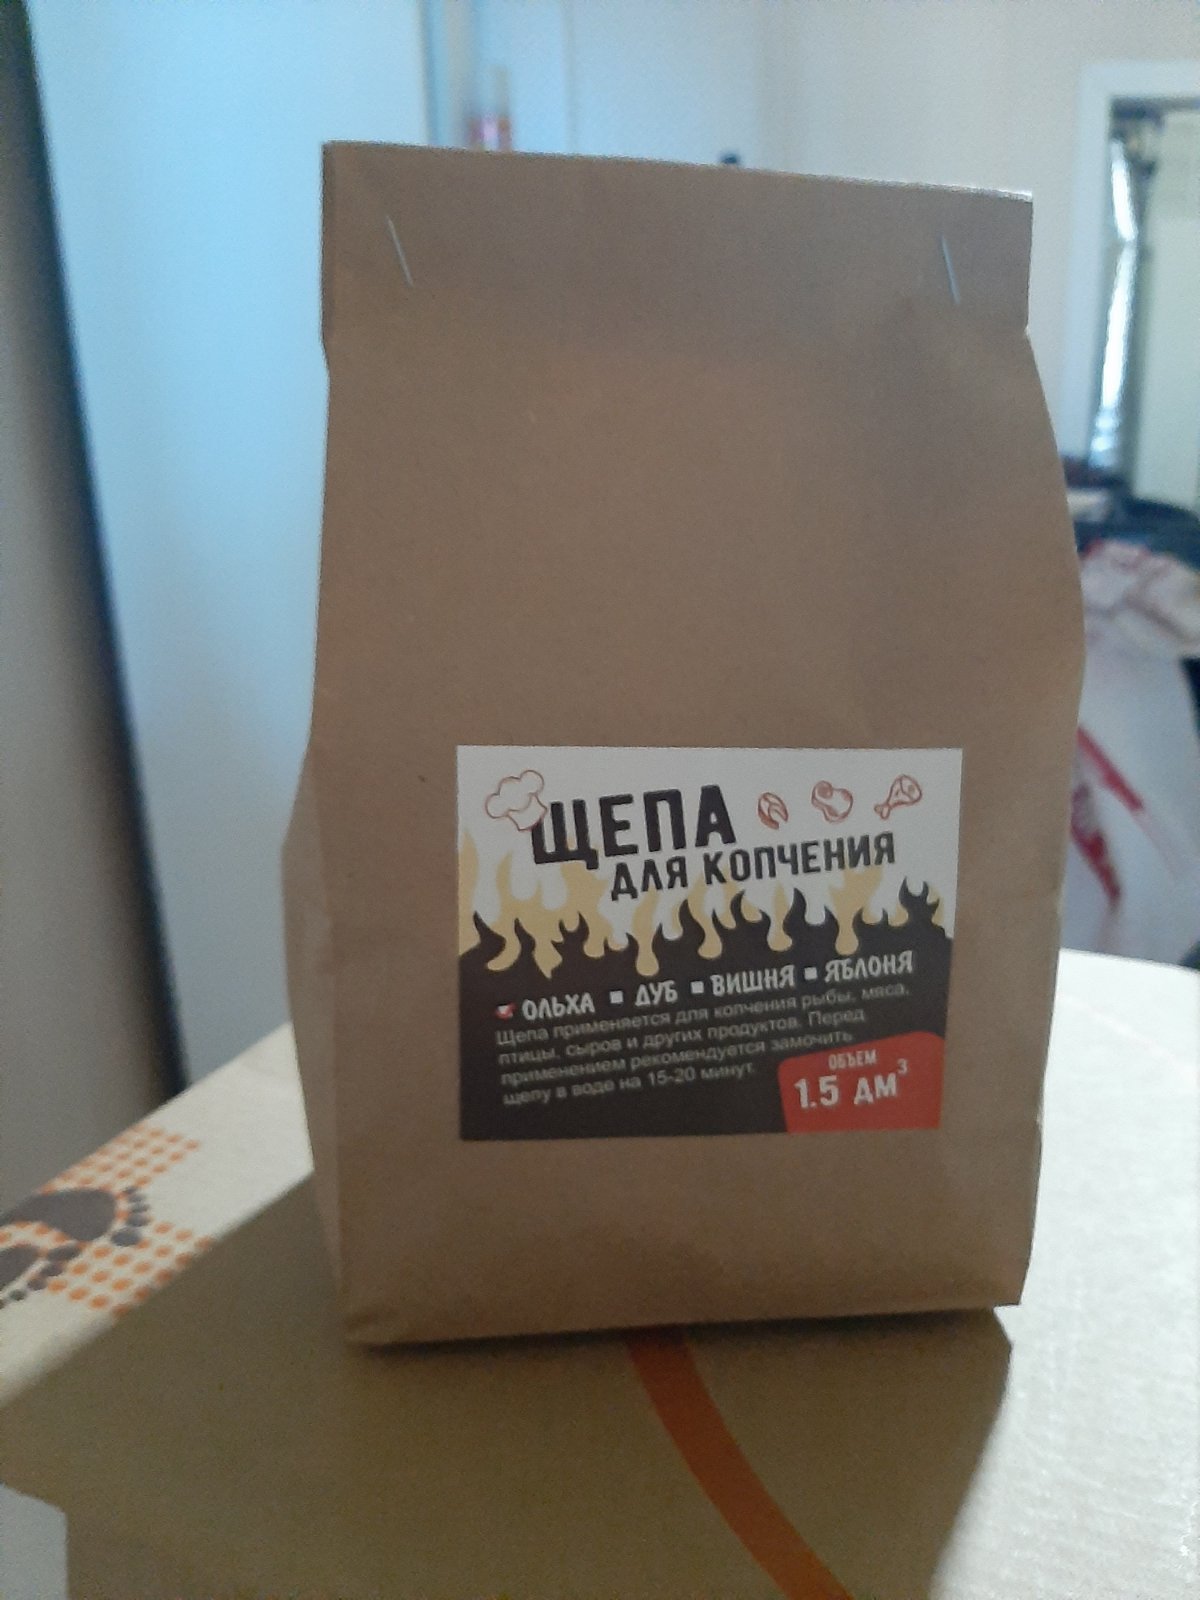 ЩЕПА
ДЛЯ КОПЧЕНИЯ
ОЛЬХА ДУБ ВИШНЯ ЯБЛОНЯ
Щепа применяется для копчения рыбы, мяса,
птицы, сыров и других продуктов. Перед
применением рекомендуется замочить
щепу в воде на 15-20 минут.
ОБЪЕМ
1.5 ДМ³